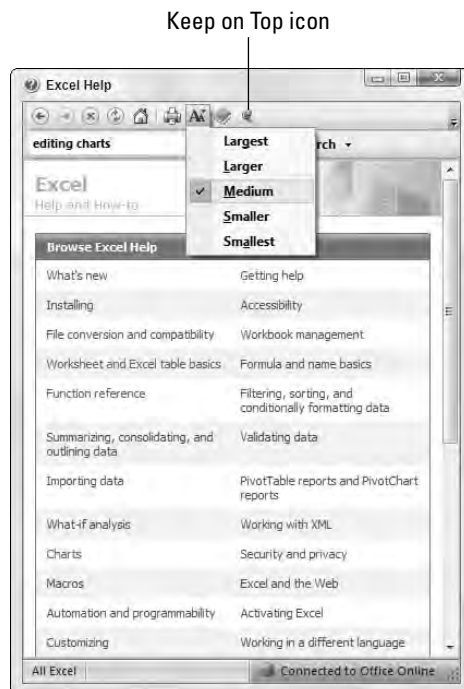 Keep on Top icon
Excel Help
editing charts
rch
Largest
Larger
Medium
Smaller
Smallest
Excel
Help and How-to
Browse Excel Help
What's new
Getting help
Installing
Accessibility
File conversion and compatibility
Workbook management
Worksheet and Excel table basics
Formula and name basics
Function reference
Filtering, sorting, and
conditionally formatting data
Summarizing, consolidating, and
outlining data
Validating data
Importing data
PivotTable reports and PivotChart
reports
What-if analysis
Working with XML
Charts
Security and privacy
Macros
Excel and the Web
Automation and programmability
Activating Excel
Customizing
Working in a different language
All Excel
Connected to Office Online